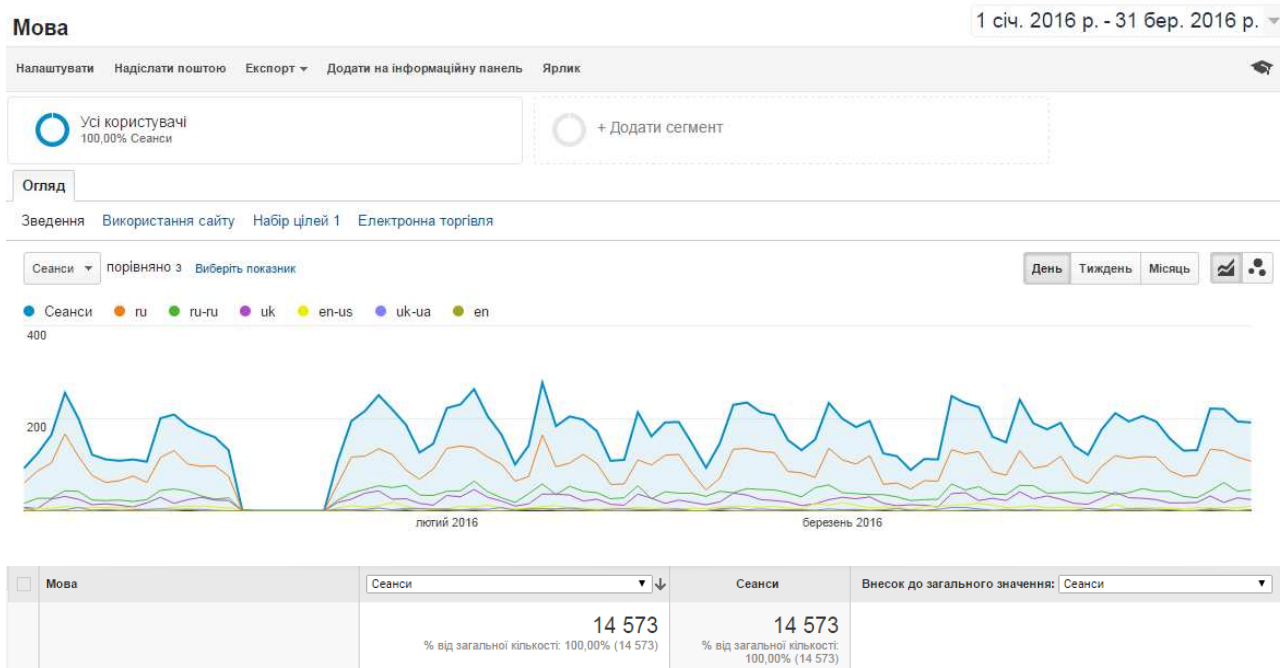 Мова
1 січ. 2016 р. - 31 бер. 2016 р.
Налаштувати Надіслати поштою Експорт Додати на інформаційну панель Ярлик
Усі користувачі
100,00% Сеанси
+ Додати сегмент
Огляд
Зведення Використання сайту Набір цілей 1 Електронна торгівля
Сеанси порівняно з Виберіть показник
День Тиждень Місяць
Сеанси ru ru-ru uk en-us uk-ua en
400
200
лютий 2016 березень 2016
Мова Сеанси Сеанси Внесок до загального значення: Сеанси
14 573 14 573
% від загальної кількості: 100,00% (14 573) % від загальної кількості:
100,00% (14 573)